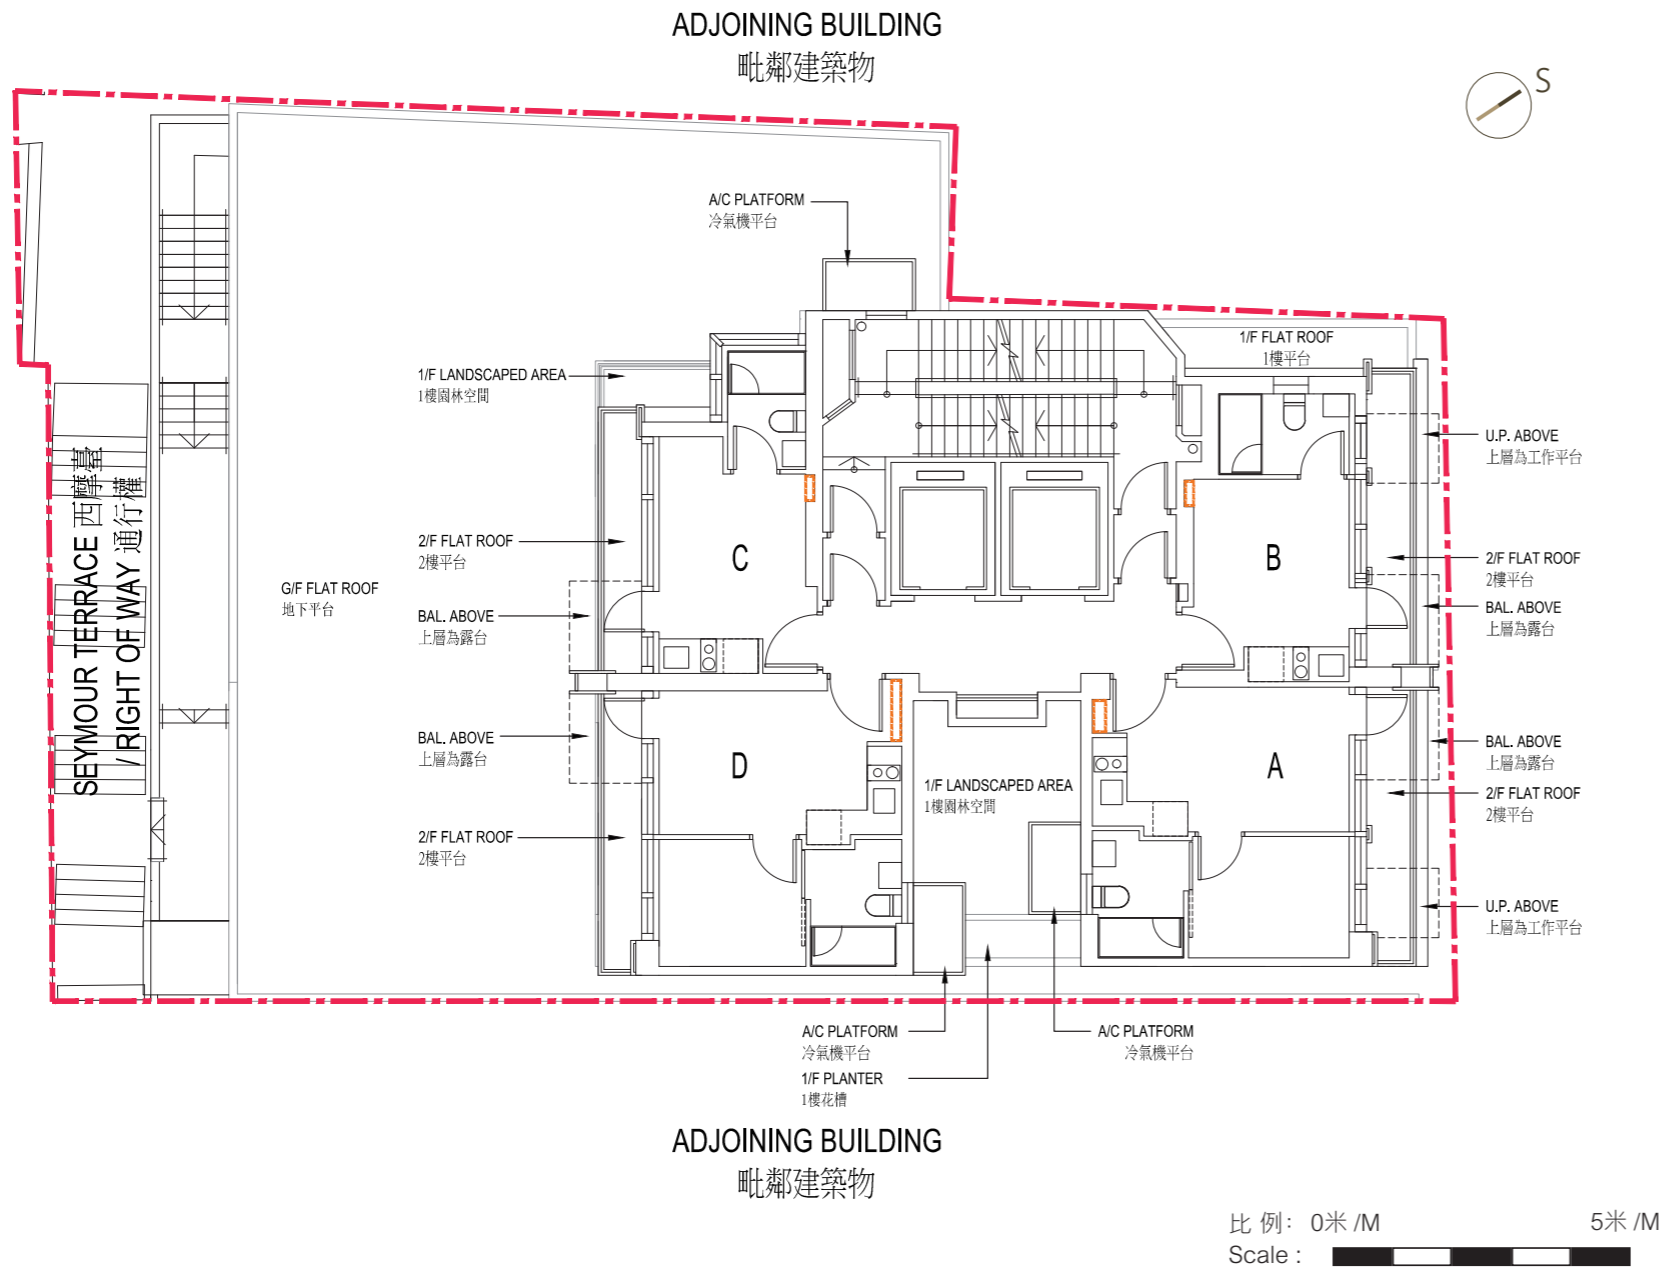 ADJOINING BUILDING
毗鄰建築物
S
A/C PLATFORM
冷氣機平台
1/F FLAT ROOF
1樓平台
1/F LANDSCAPED AREA
1樓園林空間
U.P. ABOVE
上層為工作平台
SEYMOUR TERRACE 西摩臺
/ RIGHT OF WAY 通行權
2/F FLAT ROOF
2樓平台
C
B
2/F FLAT ROOF
2樓平台
G/F FLAT ROOF
地下平台
BAL. ABOVE
上層為露台
BAL. ABOVE
上層為露台
BAL. ABOVE
上層為露台
D
A
BAL. ABOVE
上層為露台
1/F LANDSCAPED AREA
1樓園林空間
2/F FLAT ROOF
2樓平台
2/F FLAT ROOF
2樓平台
U.P. ABOVE
上層為工作平台
A/C PLATFORM
冷氣機平台
A/C PLATFORM
冷氣機平台
1/F PLANTER
1樓花槽
ADJOINING BUILDING
毗鄰建築物
比例： 0米 /M 5米 /M
Scale :